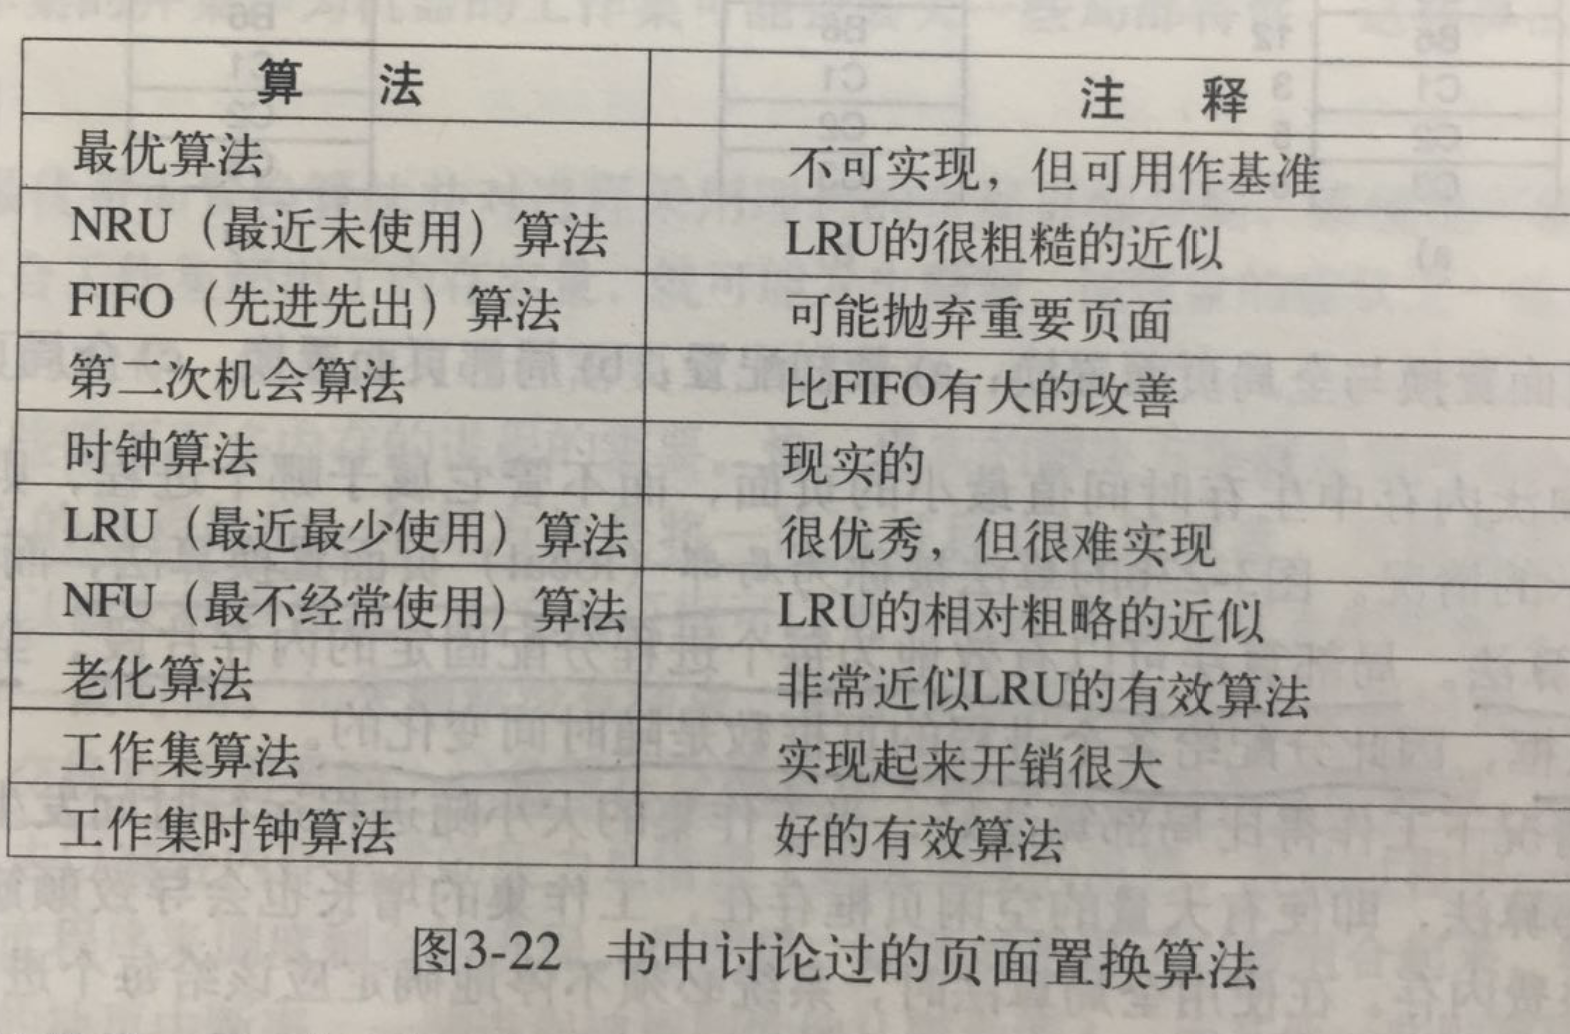 算 法 注 释
最优算法 不可实现，但可用作基准
NRU（最近未使用）算法 LRU的很粗糙的近似
FIFO（先进先出）算法 可能抛弃重要页面
第二次机会算法 比FIFO有大的改善
时钟算法 现实的
LRU（最近最少使用）算法 很优秀，但很难实现
NFU（最不经常使用）算法 LRU的相对粗略的近似
老化算法 非常近似LRU的有效算法
工作集算法 实现起来开销很大
工作集时钟算法 好的有效算法
图3-22 书中讨论过的页面置换算法